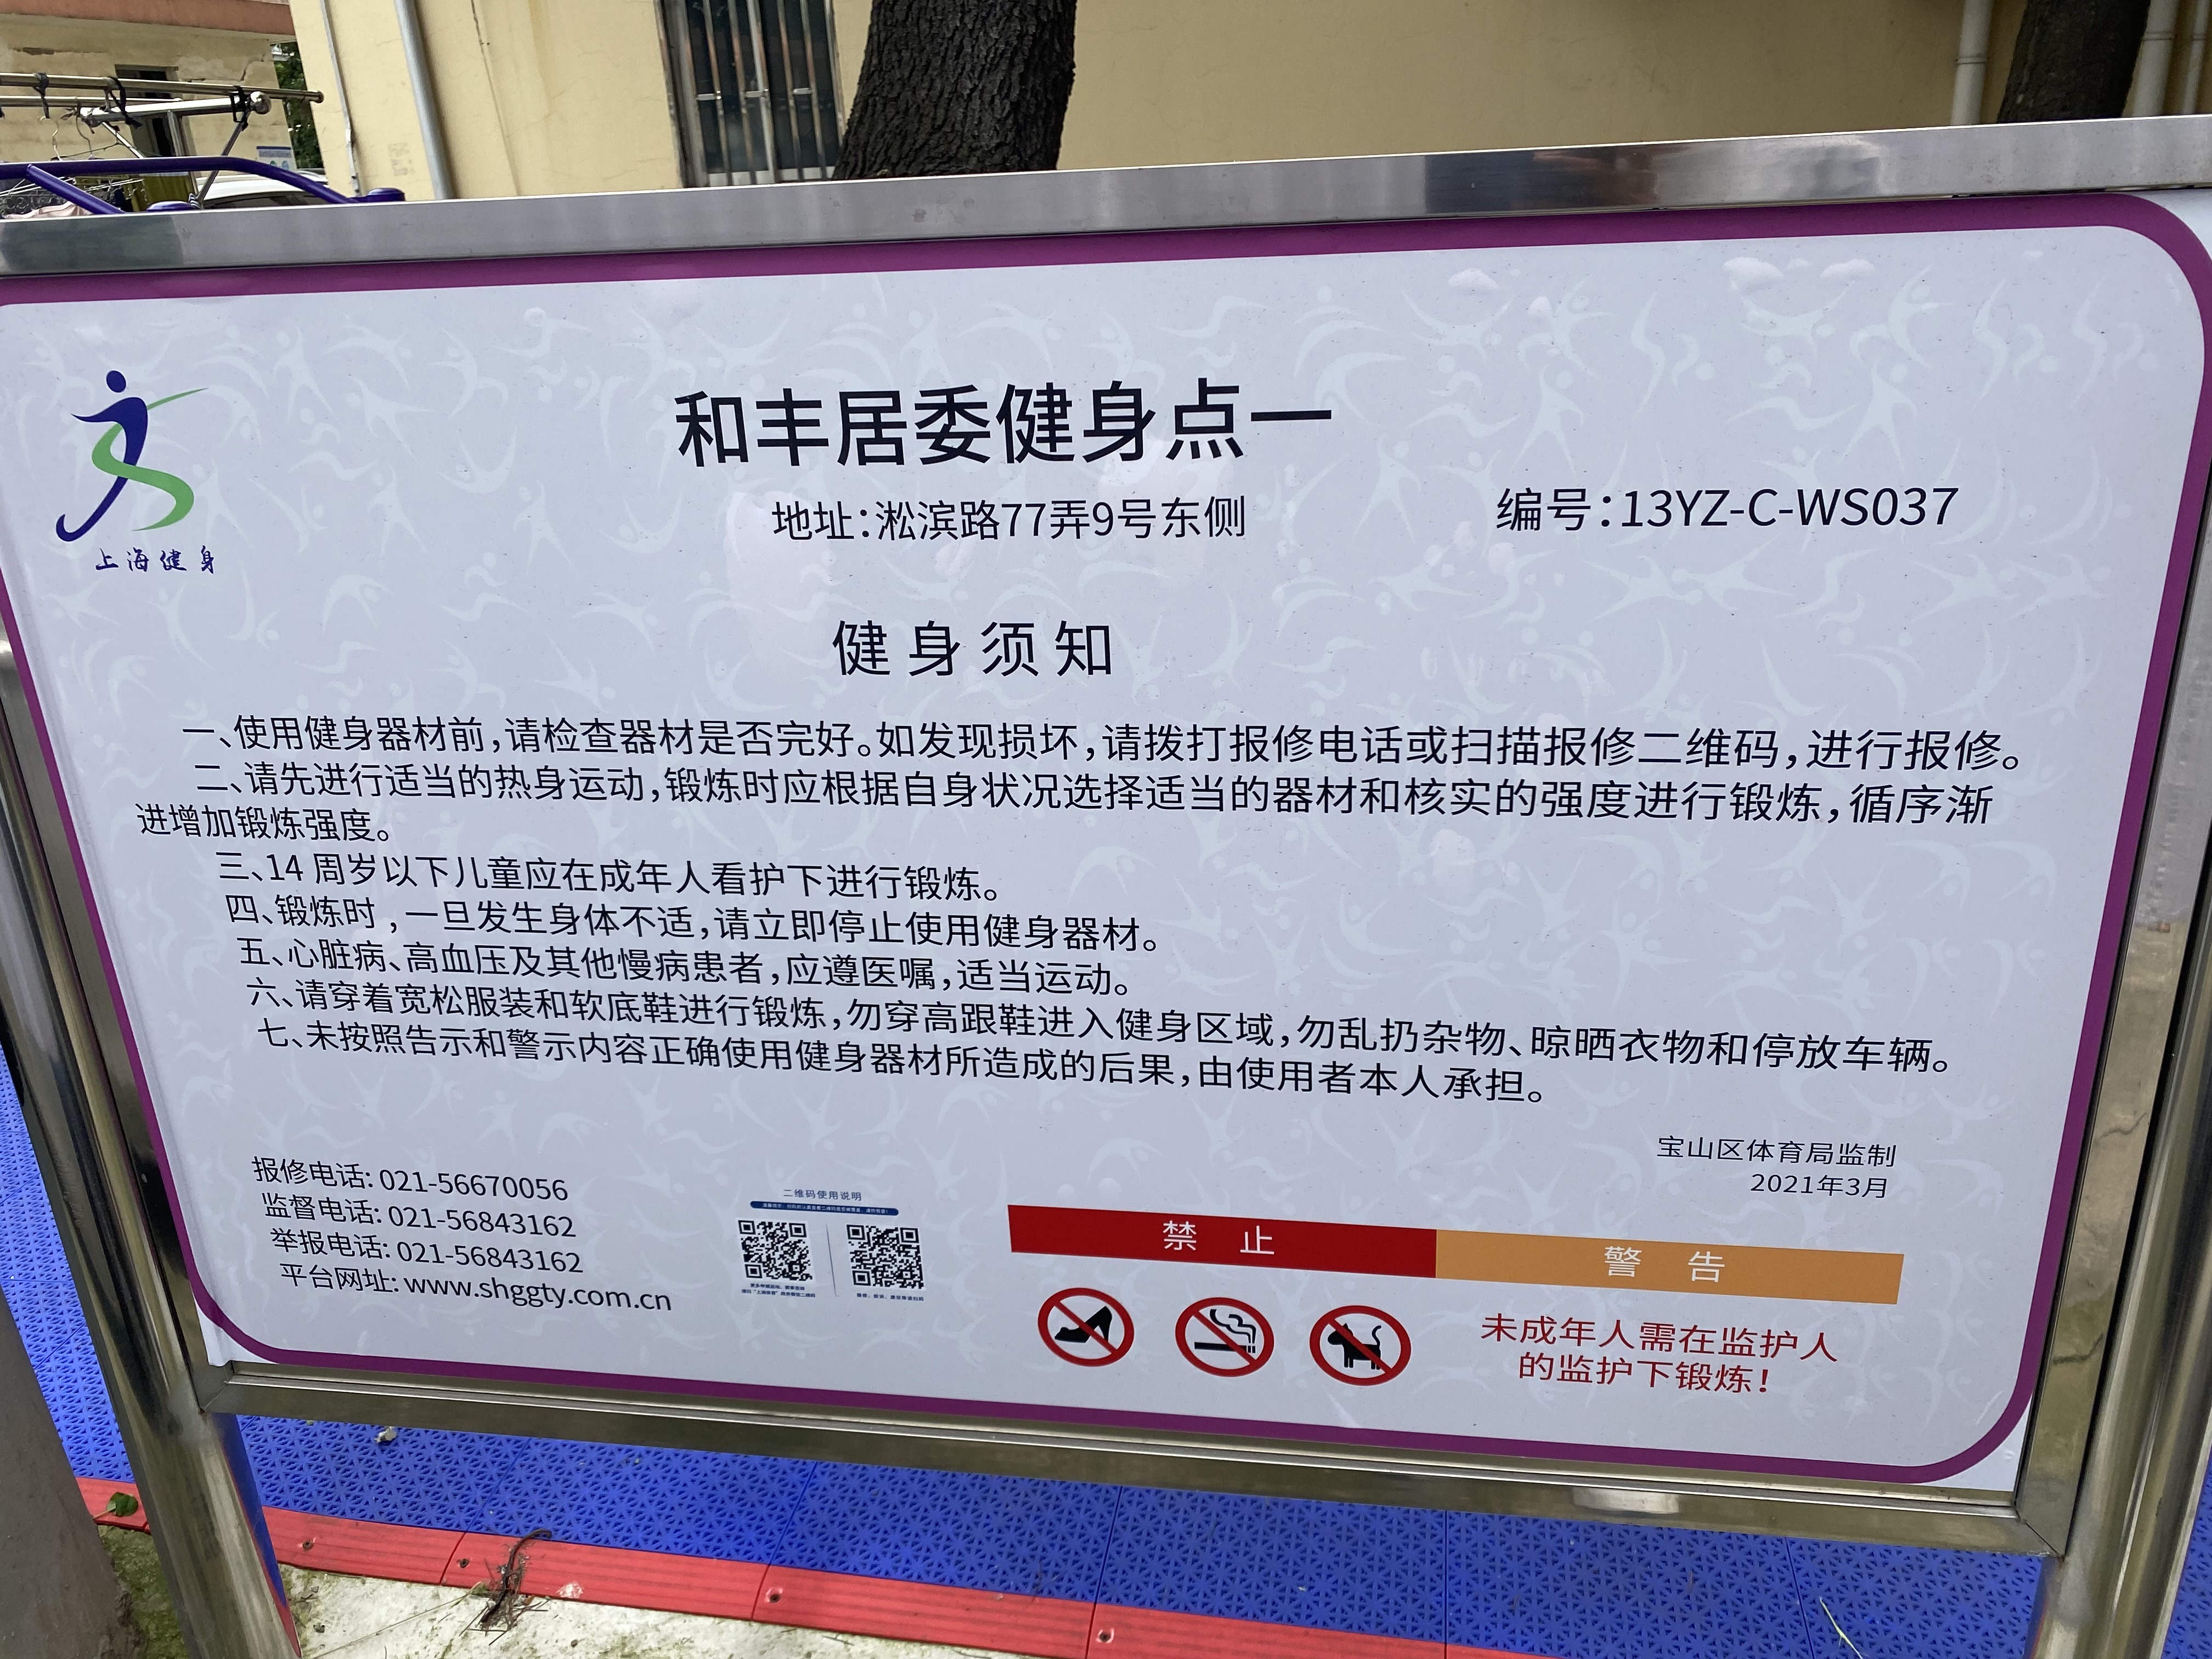 和丰居委健身点一
地址：淞滨路77弄9号东侧
编号：13YZ-C-WS037
上海健身
健身须知
一、使用健身器材前，请检查器材是否完好。如发现损坏，请拨打报修电话或扫描报修二维码，进行报修。
二、请先进行适当的热身运动，锻炼时应根据自身状况选择适当的器材和核实的强度进行锻炼，循序渐
进增加锻炼强度。
三、14 周岁以下儿童应在成年人看护下进行锻炼。
四、锻炼时，一旦发生身体不适，请立即停止使用健身器材。
五、心脏病、高血压及其他慢病患者，应遵医嘱，适当运动。
六、请穿着宽松服装和软底鞋进行锻炼，勿穿高跟鞋进入健身区域，勿乱扔杂物、晾晒衣物和停放车辆。
七、未按照告示和警示内容正确使用健身器材所造成的后果，由使用者本人承担。
宝山区体育局监制
2021年3月
报修电话: 021-56670056
监督电话: 021-56843162
举报电话: 021-56843162
平台网址: www.shggty.com.cn
二维码使用说明
禁 止
警 告
未成年人需在监护人
的监护下锻炼！